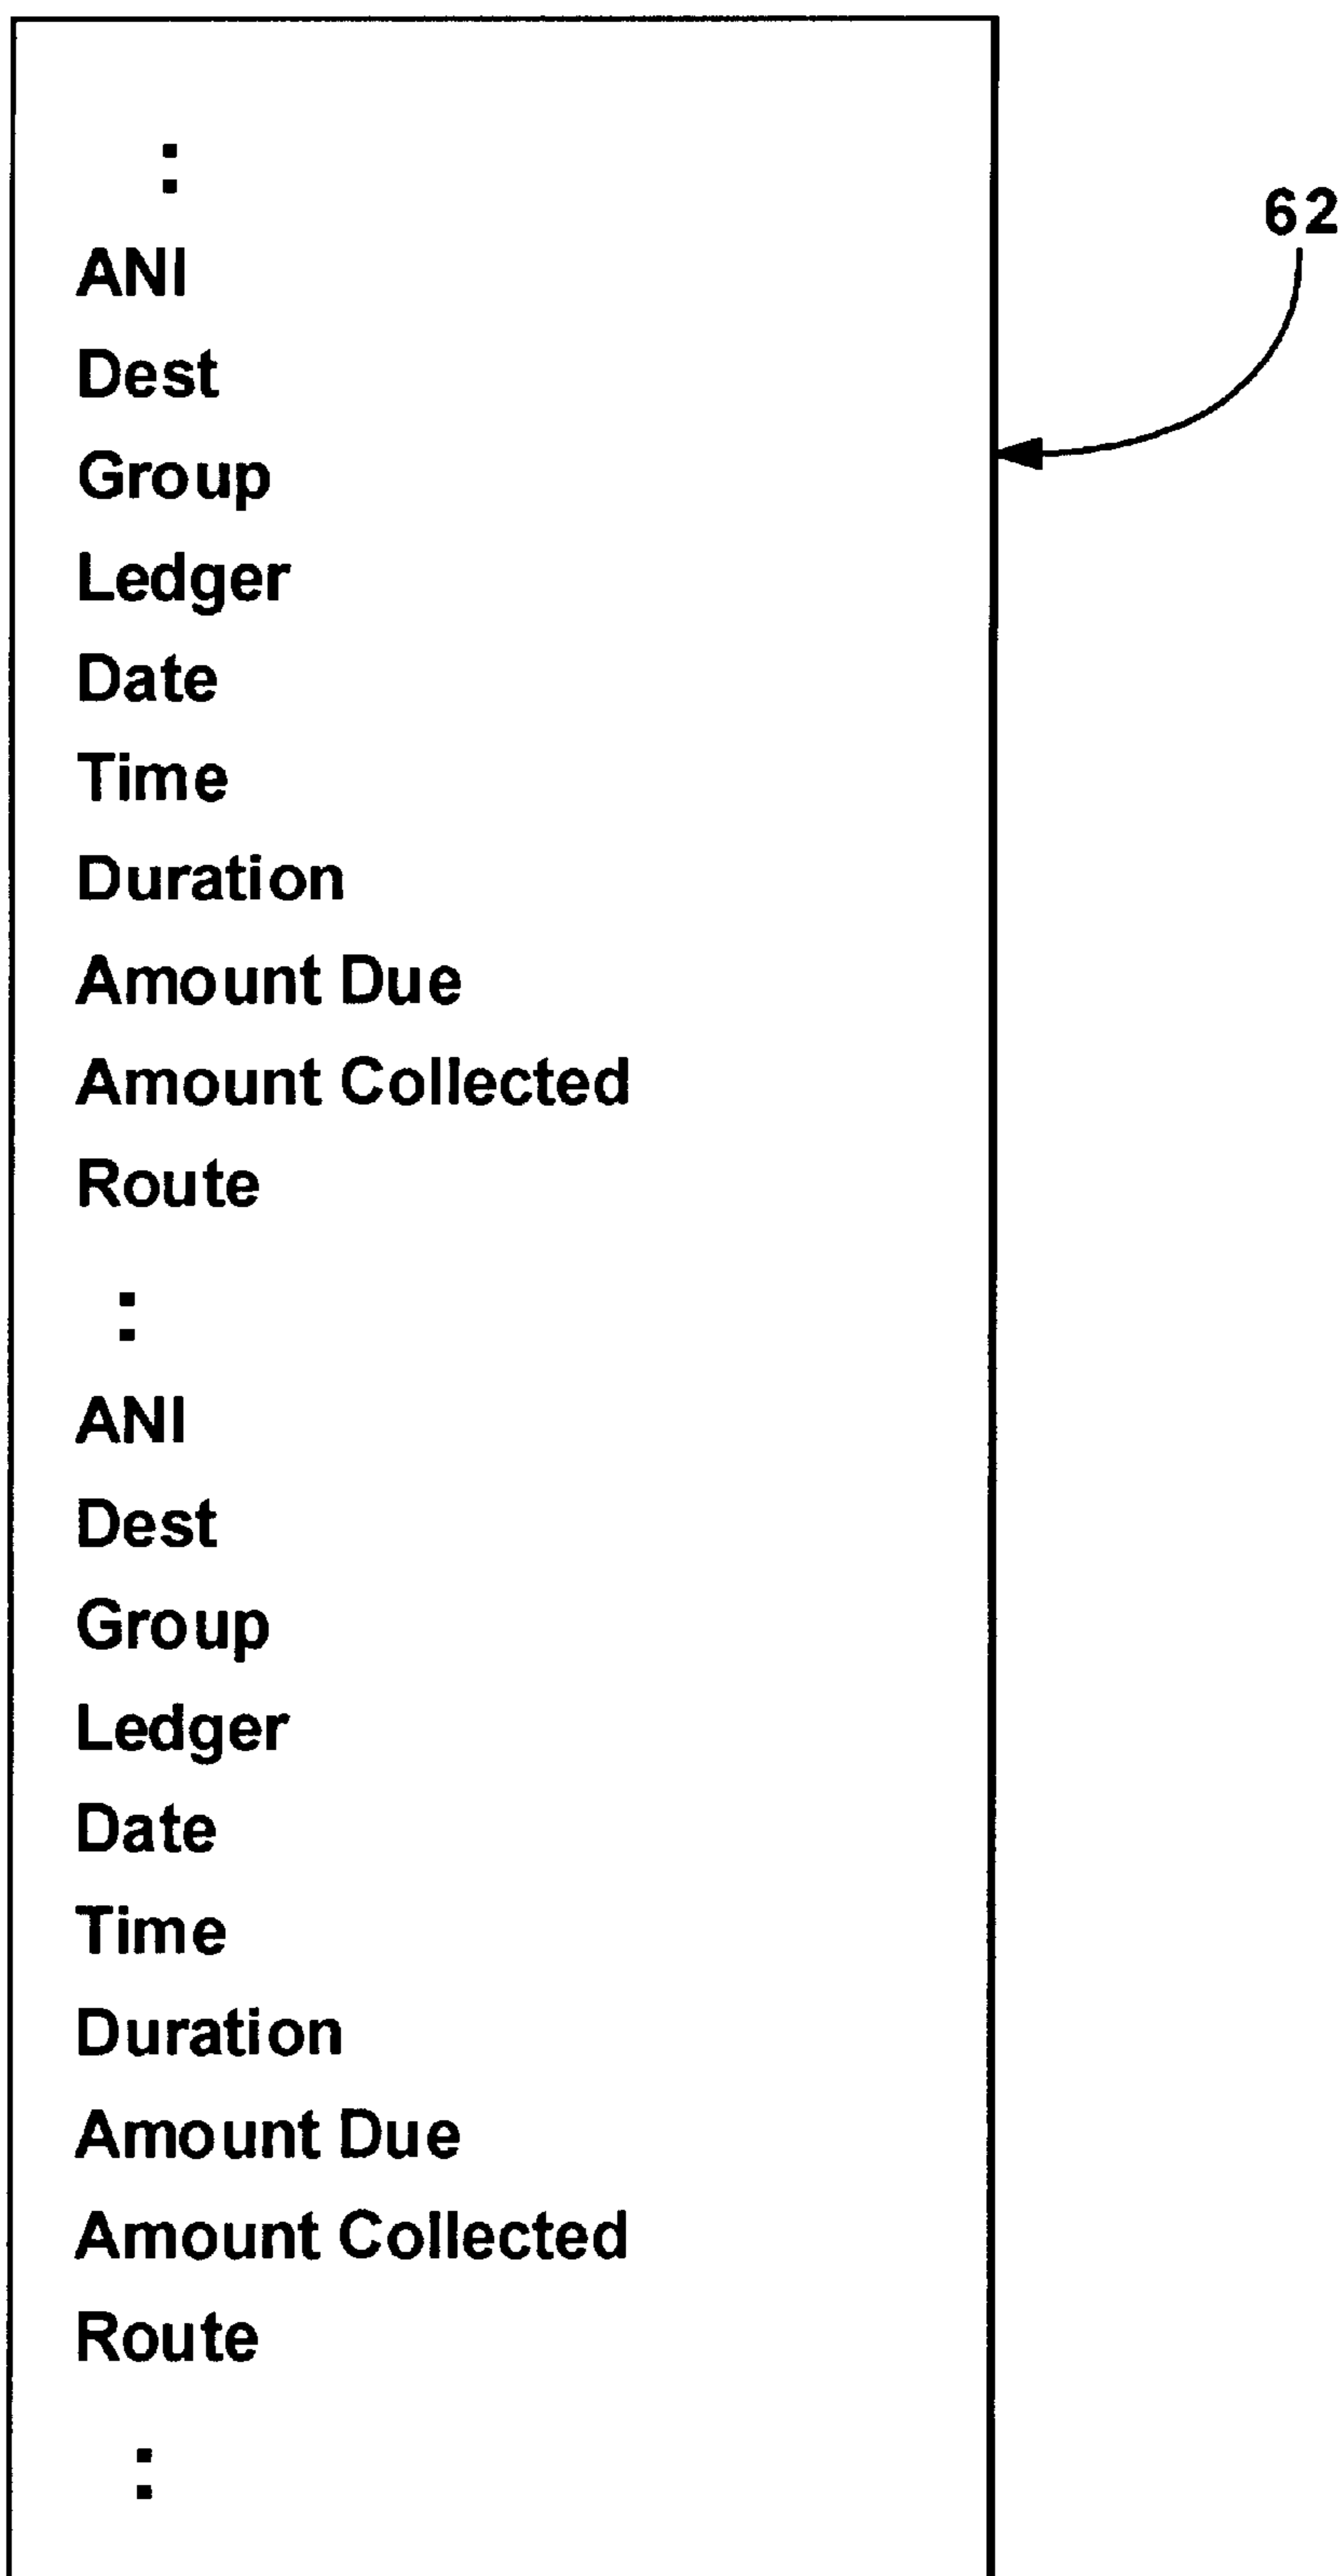 :
62
ANI
Dest
Group
Ledger
Date
Time
Duration
Amount Due
Amount Collected
Route
:
ANI
Dest
Group
Ledger
Date
Time
Duration
Amount Due
Amount Collected
Route
: